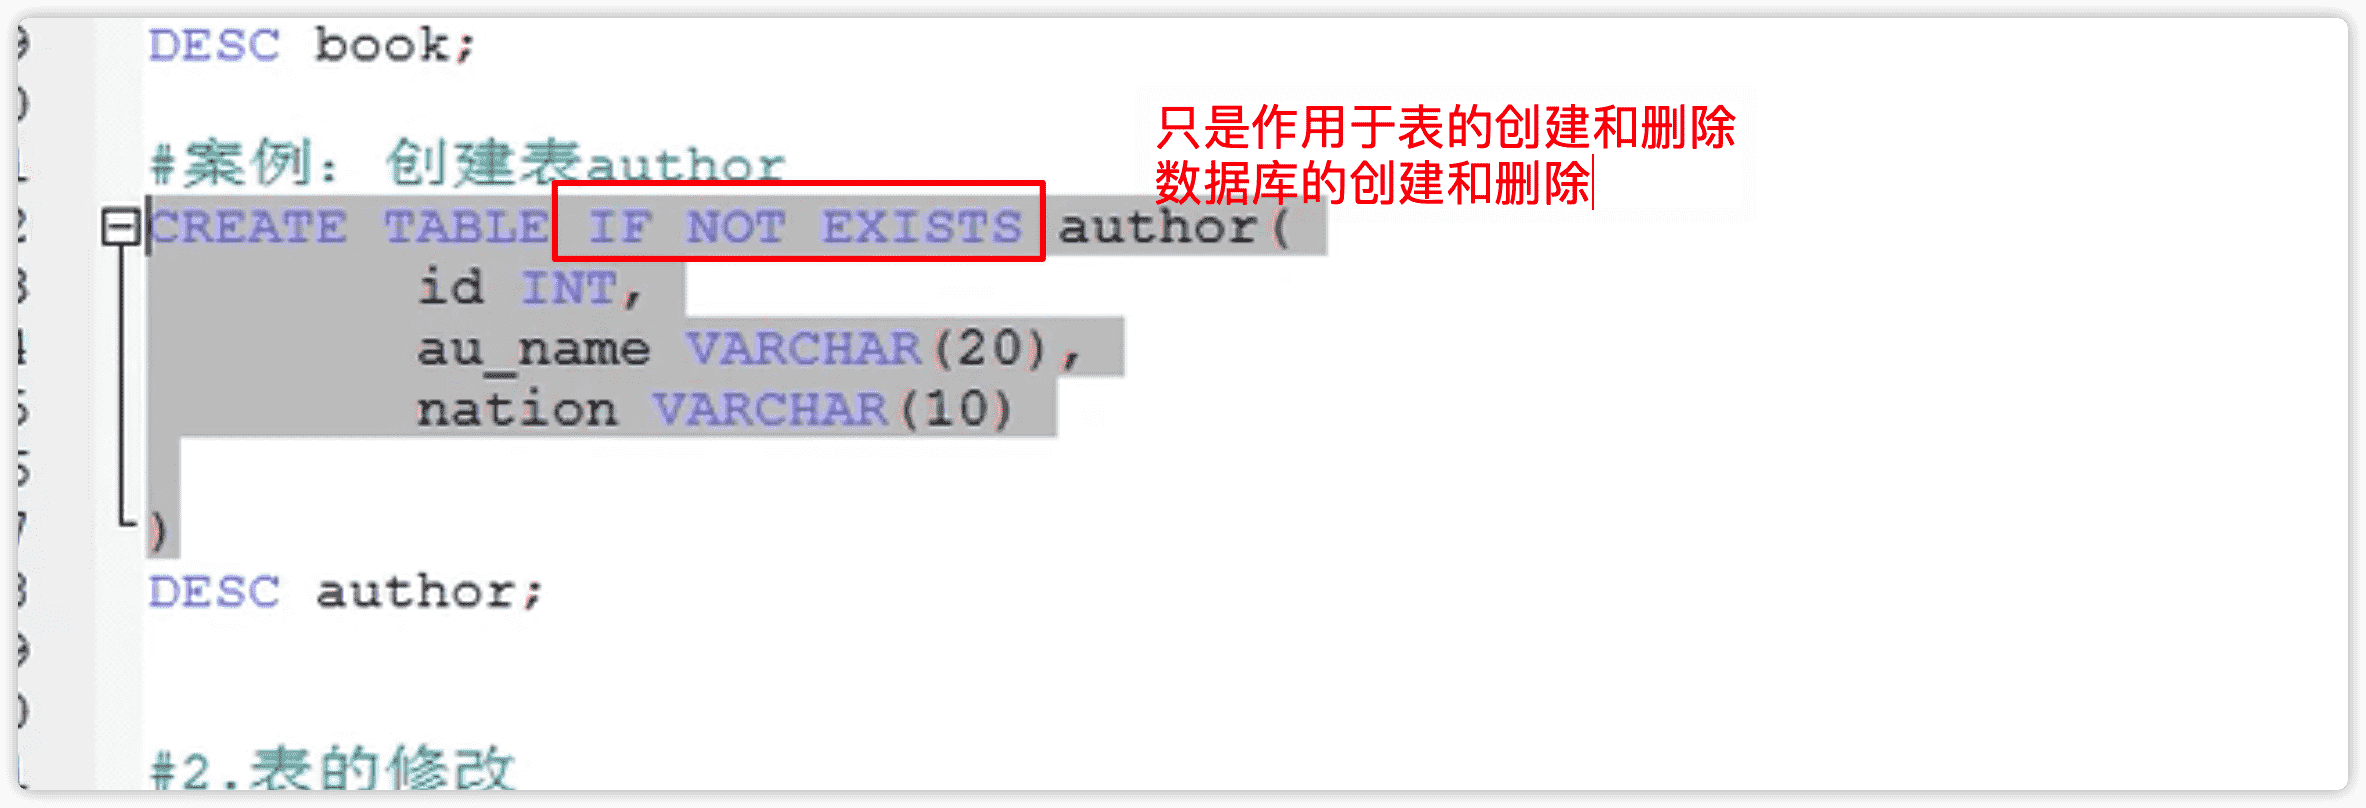 DESC book;
#案例：创建表author
只是作用于表的创建和删除
数据库的创建和删除
CREATE TABLE IF NOT EXISTS author(
id INT,
au_name VARCHAR(20),
nation VARCHAR(10)
)
DESC author;
#2.表的修改